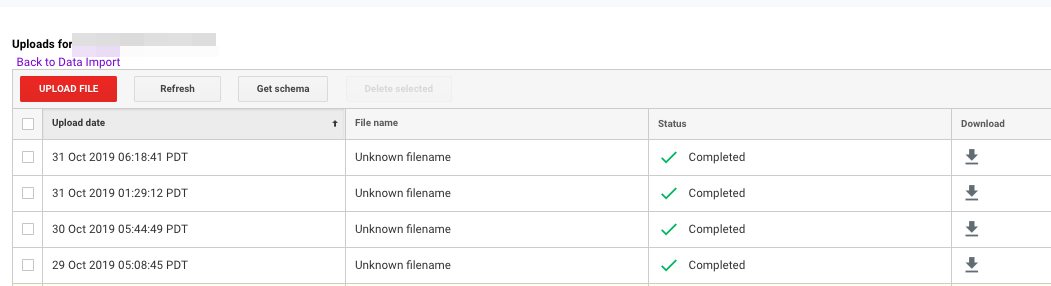 Uploads for
Back to Data Import
UPLOAD FILE Refresh Get schema Delete selected
Upload date File name Status Download
31 Oct 2019 06:18:41 PDT Unknown filename Completed
31 Oct 2019 01:29:12 PDT Unknown filename Completed
30 Oct 2019 05:44:49 PDT Unknown filename Completed
29 Oct 2019 05:08:45 PDT Unknown filename Completed